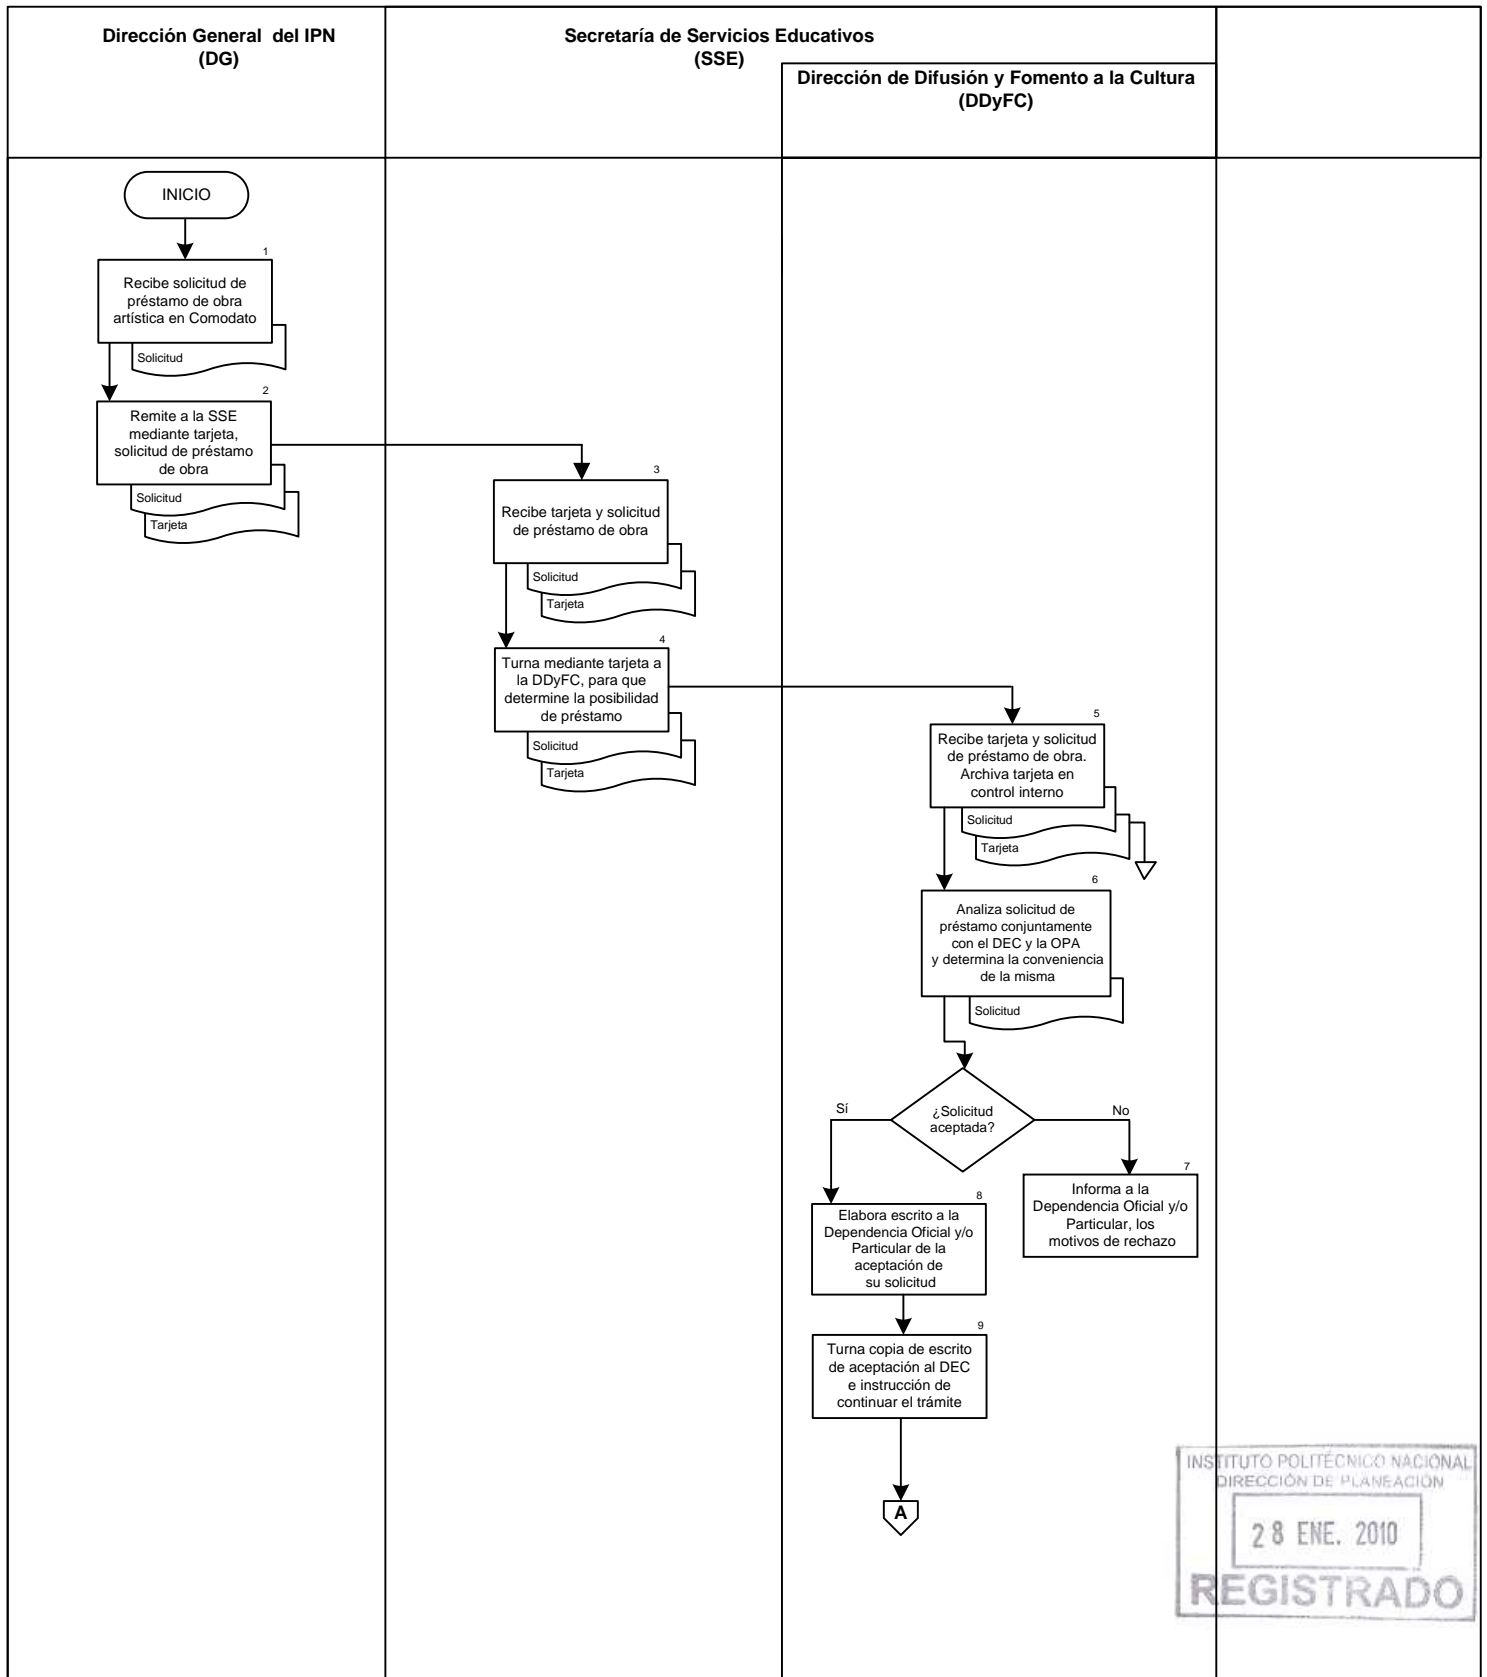 Dirección General del IPN
(DG)
Secretaría de Servicios Educativos
(SSE)
Dirección de Difusión y Fomento a la Cultura
(DDyFC)
INICIO
1
Recibe solicitud de
préstamo de obra
artística en Comodato
Solicitud
2
Remite a la SSE
mediante tarjeta,
solicitud de préstamo
de obra
Solicitud
Tarjeta
3
Recibe tarjeta y solicitud
de préstamo de obra
Solicitud
Tarjeta
4
Turna mediante tarjeta a
la DDyFC, para que
determine la posibilidad
de préstamo
Solicitud
Tarjeta
5
Recibe tarjeta y solicitud
de préstamo de obra.
Archiva tarjeta en
control interno
Solicitud
Tarjeta
6
Analiza solicitud de
préstamo conjuntamente
con el DEC y la OPA
y determina la conveniencia
de la misma
Solicitud
¿Solicitud
aceptada?
Sí
No
7
Informa a la
Dependencia Oficial y/o
Particular, los
motivos de rechazo
8
Elabora escrito a la
Dependencia Oficial y/o
Particular de la
aceptación de
su solicitud
9
Turna copia de escrito
de aceptación al DEC
e instrucción de
continuar el trámite
A
INSTITUTO POLITÉCNICO NACIONAL
DIRECCIÓN DE PLANEACIÓN
28 ENE. 2010
REGISTRADO